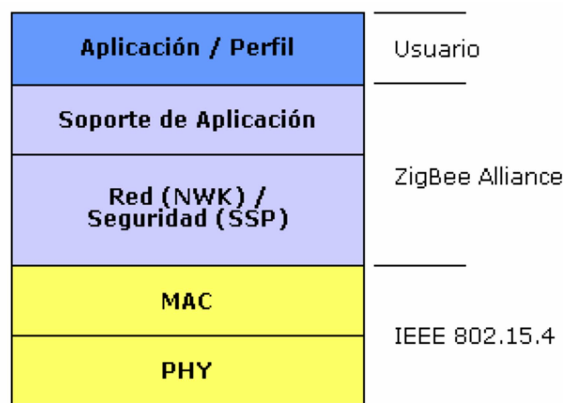 Aplicación / Perfil
Usuario
Soporte de Aplicación
ZigBee Alliance
Red (NWK) /
Seguridad (SSP)
MAC
IEEE 802.15.4
PHY